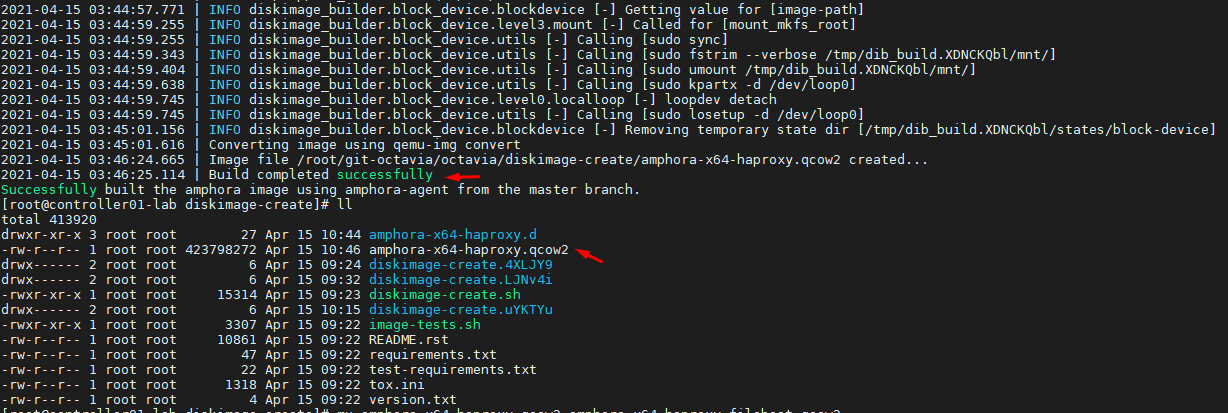 2021-04-15 03:44:57.771 | INFO diskimage_builder.block_device.blockdevice [-] Getting value for [image-path]
2021-04-15 03:44:59.255 | INFO diskimage_builder.block_device.level3.mount [-] Called for [mount_mkfs_root]
2021-04-15 03:44:59.255 | INFO diskimage_builder.block_device.utils [-] Calling [sudo sync]
2021-04-15 03:44:59.343 | INFO diskimage_builder.block_device.utils [-] Calling [sudo fstrim --verbose /tmp/dib_build.XDNCKQbl/mnt/]
2021-04-15 03:44:59.404 | INFO diskimage_builder.block_device.utils [-] Calling [sudo umount /tmp/dib_build.XDNCKQbl/mnt/]
2021-04-15 03:44:59.638 | INFO diskimage_builder.block_device.utils [-] Calling [sudo kpartx -d /dev/loop0]
2021-04-15 03:44:59.745 | INFO diskimage_builder.block_device.level0.localloop [-] loopdev detach
2021-04-15 03:44:59.745 | INFO diskimage_builder.block_device.utils [-] Calling [sudo losetup -d /dev/loop0]
2021-04-15 03:45:01.156 | INFO diskimage_builder.block_device.blockdevice [-] Removing temporary state dir [/tmp/dib_build.XDNCKQbl/states/block-device]
2021-04-15 03:45:01.616 | Converting image using qemu-img convert
2021-04-15 03:46:24.665 | Image file /root/git-octavia/octavia/diskimage-create/amphora-x64-haproxy.qcow2 created...
2021-04-15 03:46:25.114 | Build completed successfully
Successfully built the amphora image using amphora-agent from the master branch.
[root@controller01-lab diskimage-create]# ll
total 413920
drwxr-xr-x 3 root root        27 Apr 15 10:44 amphora-x64-haproxy.d
-rw-r--r-- 1 root root 423798272 Apr 15 10:46 amphora-x64-haproxy.qcow2
drwx------ 2 root root         6 Apr 15 09:24 diskimage-create.4XLJY9
drwx------ 2 root root         6 Apr 15 09:32 diskimage-create.LJNv4i
-rwxr-xr-x 1 root root     15314 Apr 15 09:23 diskimage-create.sh
drwx------ 2 root root         6 Apr 15 10:15 diskimage-create.uYKTYu
-rwxr-xr-x 1 root root      3307 Apr 15 09:22 image-tests.sh
-rw-r--r-- 1 root root     10861 Apr 15 09:22 README.rst
-rw-r--r-- 1 root root        47 Apr 15 09:22 requirements.txt
-rw-r--r-- 1 root root        22 Apr 15 09:22 test-requirements.txt
-rw-r--r-- 1 root root      1318 Apr 15 09:22 tox.ini
-rw-r--r-- 1 root root         4 Apr 15 09:22 version.txt
[root@controller01-lab diskimage-create]# mv amphora-x64-haproxy.qcow2